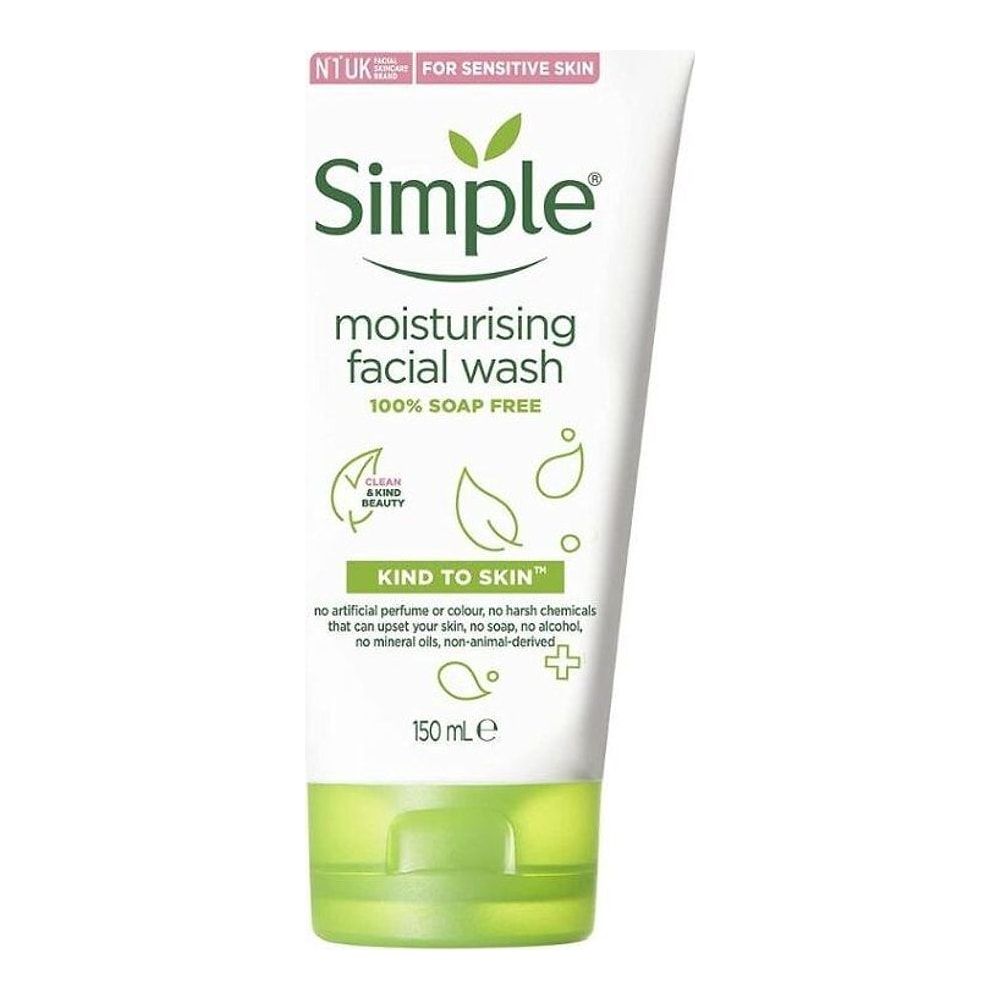 N°1 UK FACIAL SKINCARE BRAND FOR SENSITIVE SKIN
Simple®
moisturising
facial wash
100% SOAP FREE
CLEAN
& KIND
BEAUTY
KIND TO SKIN™
no artificial perfume or colour, no harsh chemicals
that can upset your skin, no soap, no alcohol,
no mineral oils, non-animal-derived
150 mL ℮